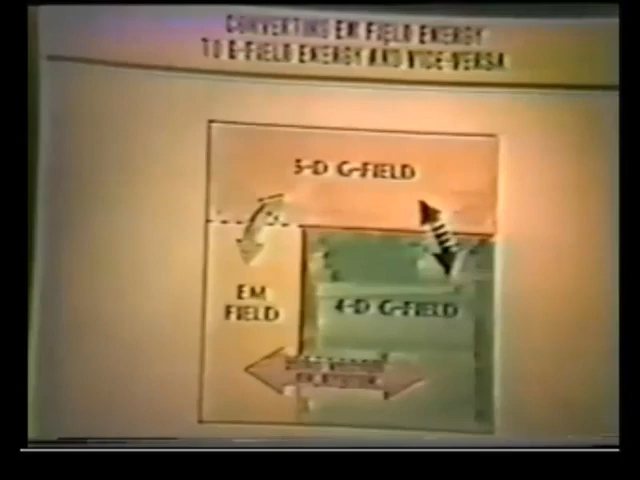 CONVERTING EM FIELD ENERGY
TO G-FIELD ENERGY AND VICE-VERSA
5-D G-FIELD
EM
FIELD
4-D G-FIELD